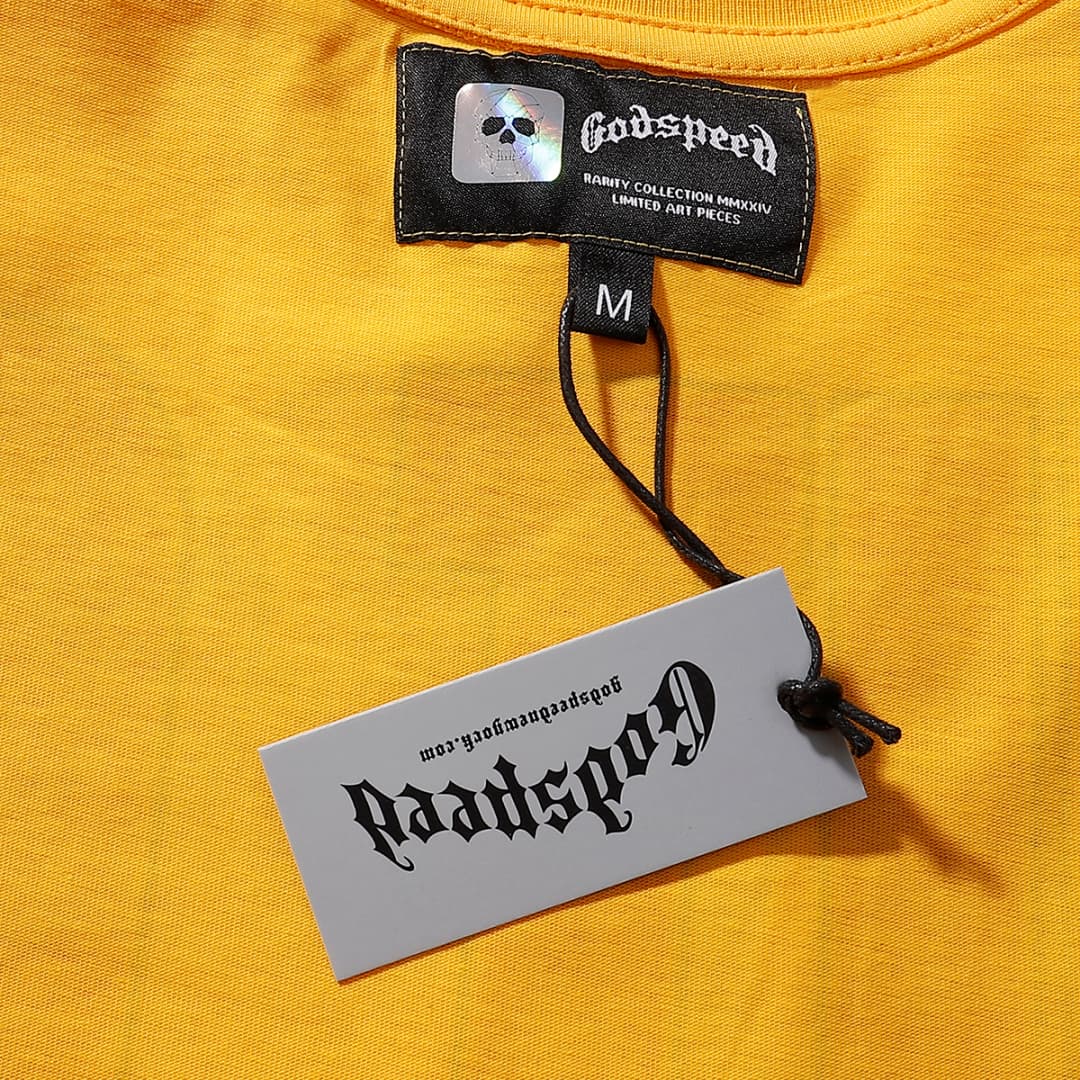 Godspeed
RARITY COLLECTION MMXXIV
LIMITED ART PIECES
M
Godspeed
godspeednewyork.com